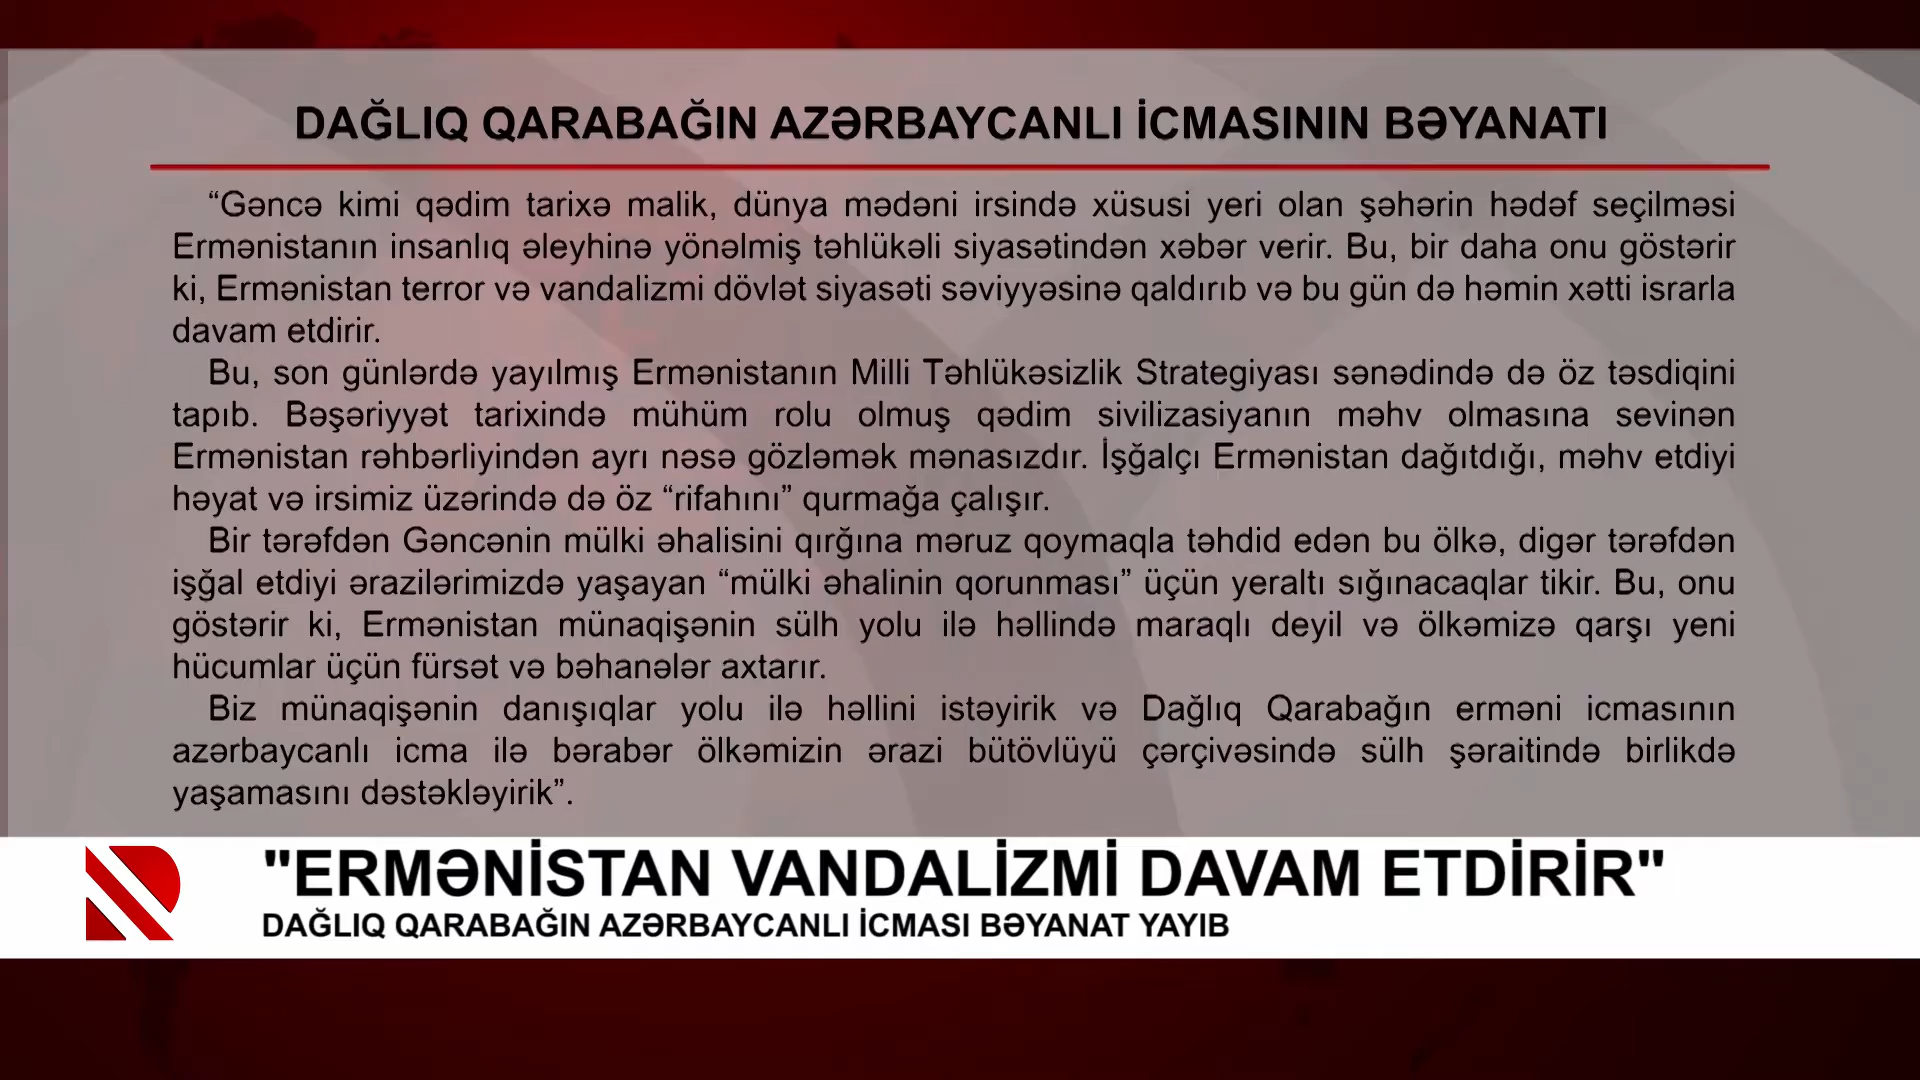 DAĞLIQ QARABAĞIN AZƏRBAYCANLI İCMASININ BƏYANATI
“Gəncə kimi qədim tarixə malik, dünya mədəni irsində xüsusi yeri olan şəhərin hədəf seçilməsi
Ermənistanın insanlıq əleyhinə yönəlmiş təhlükəli siyasətindən xəbər verir. Bu, bir daha onu göstərir
ki, Ermənistan terror və vandalizmi dövlət siyasəti səviyyəsinə qaldırıb və bu gün də həmin xətti israrla
davam etdirir.
Bu, son günlərdə yayılmış Ermənistanın Milli Təhlükəsizlik Strategiyası sənədində də öz təsdiqini
tapıb. Bəşəriyyət tarixində mühüm rolu olmuş qədim sivilizasiyanın məhv olmasına sevinən
Ermənistan rəhbərliyindən ayrı nəsə gözləmək mənasızdır. İşğalçı Ermənistan dağıtdığı, məhv etdiyi
həyat və irsimiz üzərində də öz “rifahını” qurmağa çalışır.
Bir tərəfdən Gəncənin mülki əhalisini qırğına məruz qoymaqla təhdid edən bu ölkə, digər tərəfdən
işğal etdiyi ərazilərimizdə yaşayan “mülki əhalinin qorunması” üçün yeraltı sığınacaqlar tikir. Bu, onu
göstərir ki, Ermənistan münaqişənin sülh yolu ilə həllində maraqlı deyil və ölkəmizə qarşı yeni
hücumlar üçün fürsət və bəhanələr axtarır.
Biz münaqişənin danışıqlar yolu ilə həllini istəyirik və Dağlıq Qarabağın erməni icmasının
azərbaycanlı icma ilə bərabər ölkəmizin ərazi bütövlüyü çərçivəsində sülh şəraitində birlikdə
yaşamasını dəstəkləyirik”.
"ERMƏNİSTAN VANDALİZMİ DAVAM ETDİRİR"
DAĞLIQ QARABAĞIN AZƏRBAYCANLI İCMASI BƏYANAT YAYIB